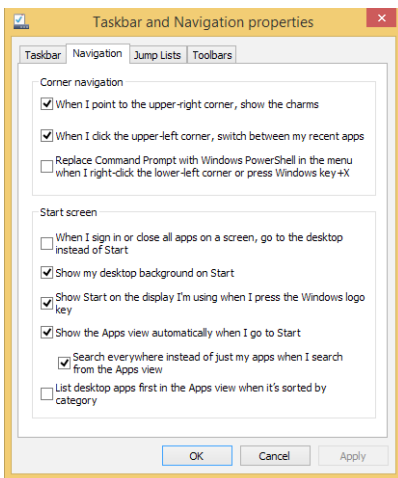 Taskbar and Navigation properties
Taskbar Navigation Jump Lists Toolbars
Corner navigation
When I point to the upper-right corner, show the charms
When I click the upper-left corner, switch between my recent apps
Replace Command Prompt with Windows PowerShell in the menu
when I right-click the lower-left corner or press Windows key+X
Start screen
When I sign in or close all apps on a screen, go to the desktop
instead of Start
Show my desktop background on Start
Show Start on the display I'm using when I press the Windows logo
key
Show the Apps view automatically when I go to Start
Search everywhere instead of just my apps when I search
from the Apps view
List desktop apps first in the Apps view when it's sorted by
category
OK Cancel Apply